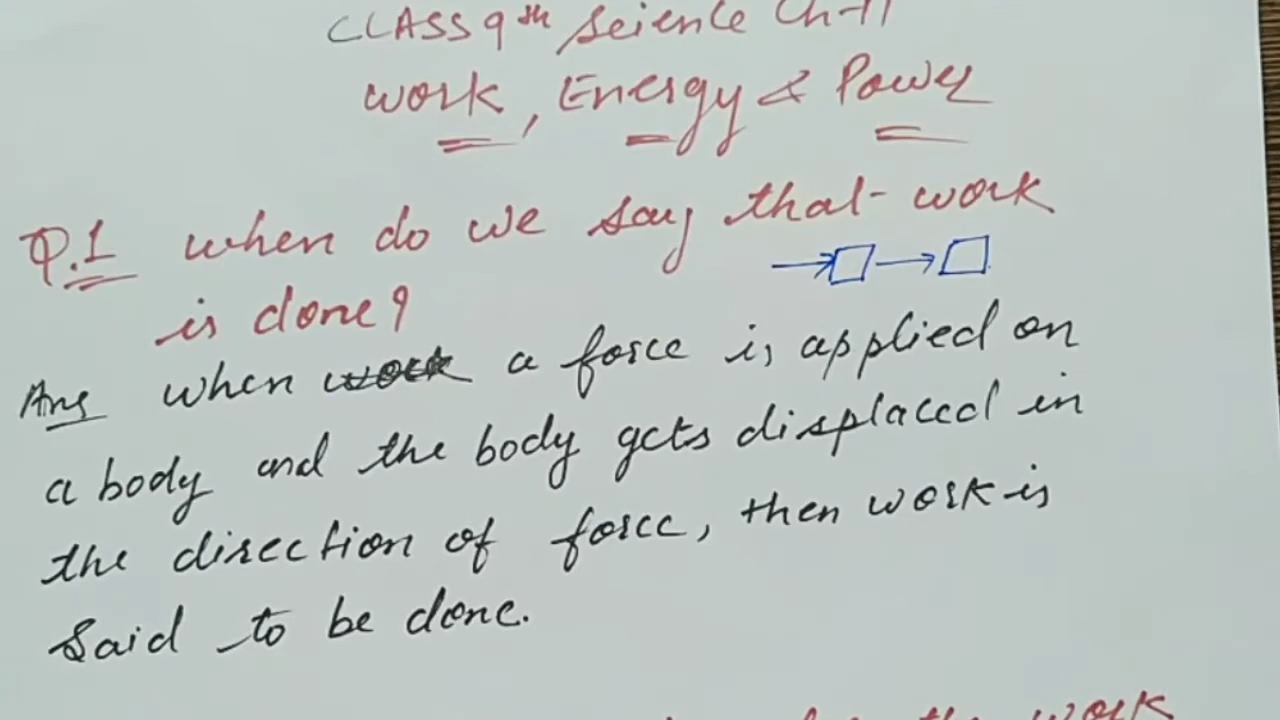 CLASS 9th Science Ch-11
Work, Energy & Power
Q.1 When do we say that work
is done?
Ans When a force is applied on
a body and the body gets displaced in
the direction of force, then work is
Said to be done.
the work